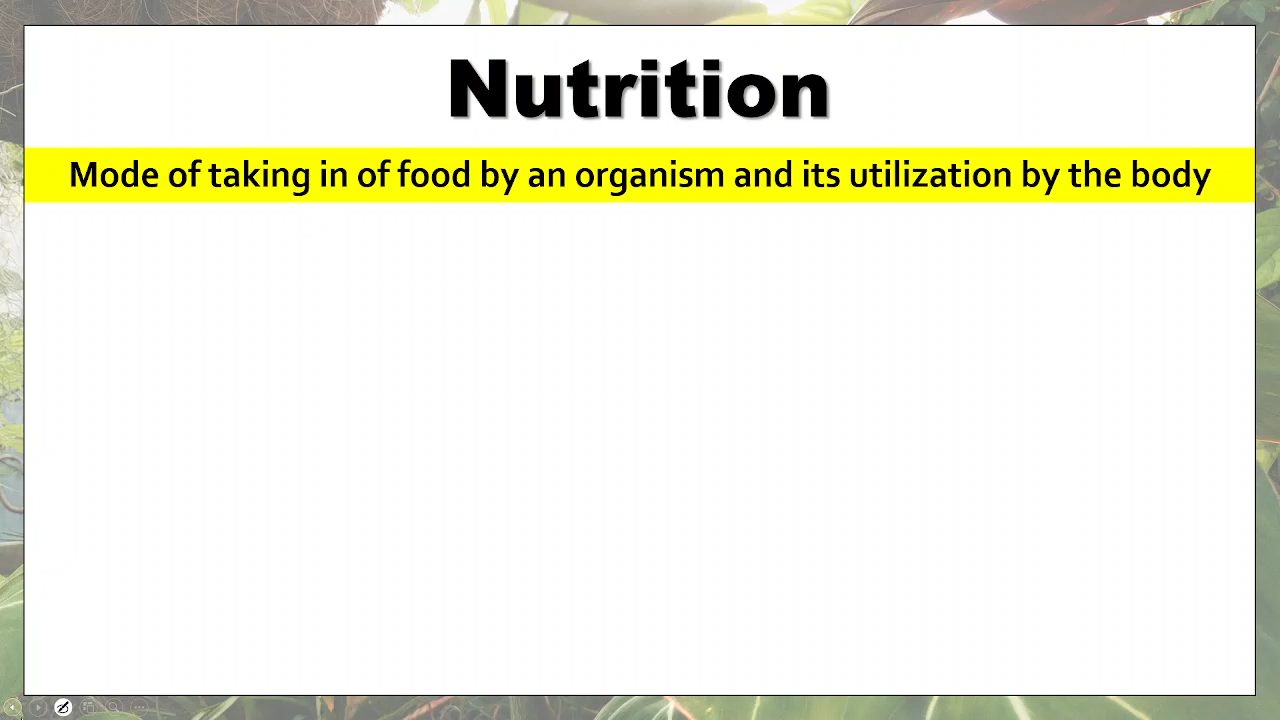 Nutrition
Mode of taking in of food by an organism and its utilization by the body